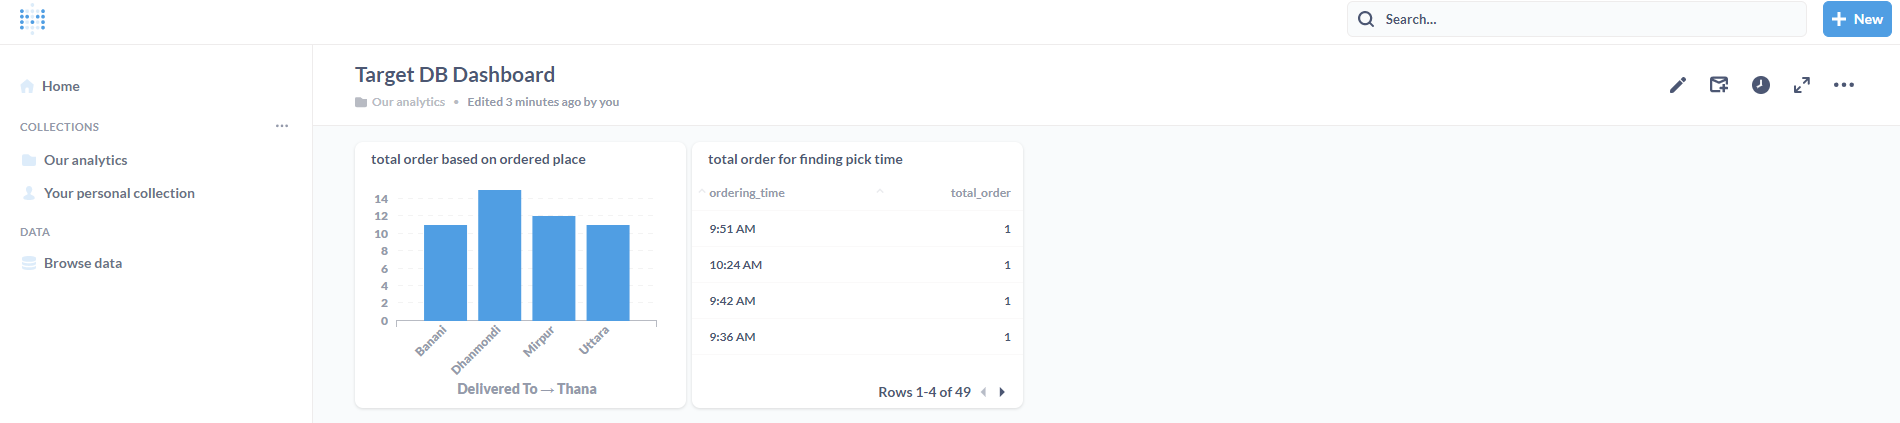 Search...
New
Home
COLLECTIONS
Our analytics
Your personal collection
DATA
Browse data
Target DB Dashboard
Our analytics • Edited 3 minutes ago by you
total order based on ordered place
14
12
10
8
6
4
2
0
Banani
Dhanmondi
Mirpur
Uttara
Delivered To → Thana
total order for finding pick time
ordering_time total_order
9:51 AM 1
10:24 AM 1
9:42 AM 1
9:36 AM 1
Rows 1-4 of 49